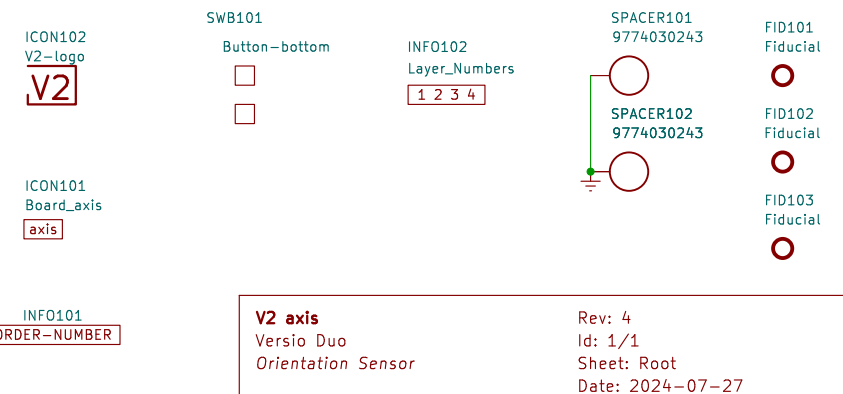 SWB101
Button-bottom
ICON102
V2-logo
V2
INFO102
Layer_Numbers
1 2 3 4
SPACER101
9774030243
FID101
Fiducial
SPACER102
9774030243
FID102
Fiducial
ICON101
Board_axis
axis
FID103
Fiducial
INFO101
ORDER-NUMBER
V2 axis
Versio Duo
Orientation Sensor
Rev: 4
Id: 1/1
Sheet: Root
Date: 2024-07-27